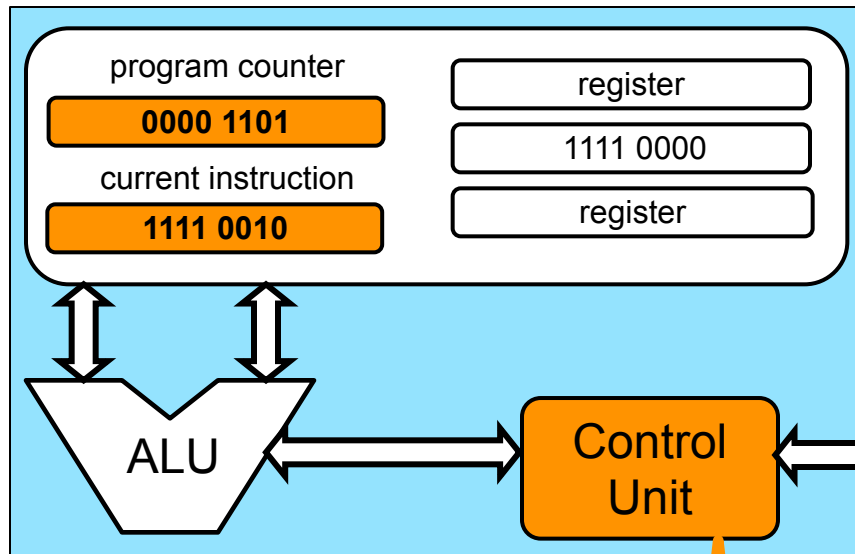 program counter
0000 1101
current instruction
1111 0010
register
1111 0000
register
ALU
Control
Unit